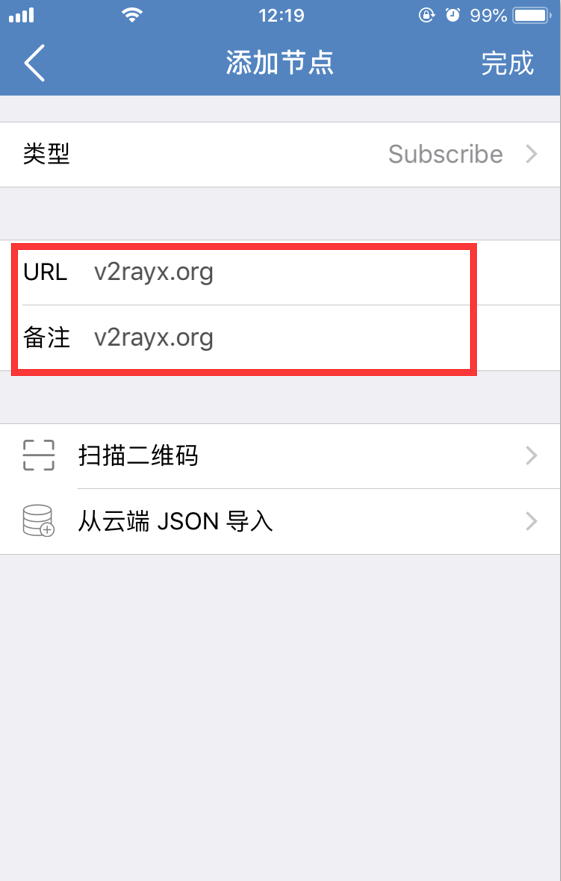 12:19
99%
添加节点
完成
类型
Subscribe
URL
v2rayx.org
备注
v2rayx.org
扫描二维码
从云端 JSON 导入